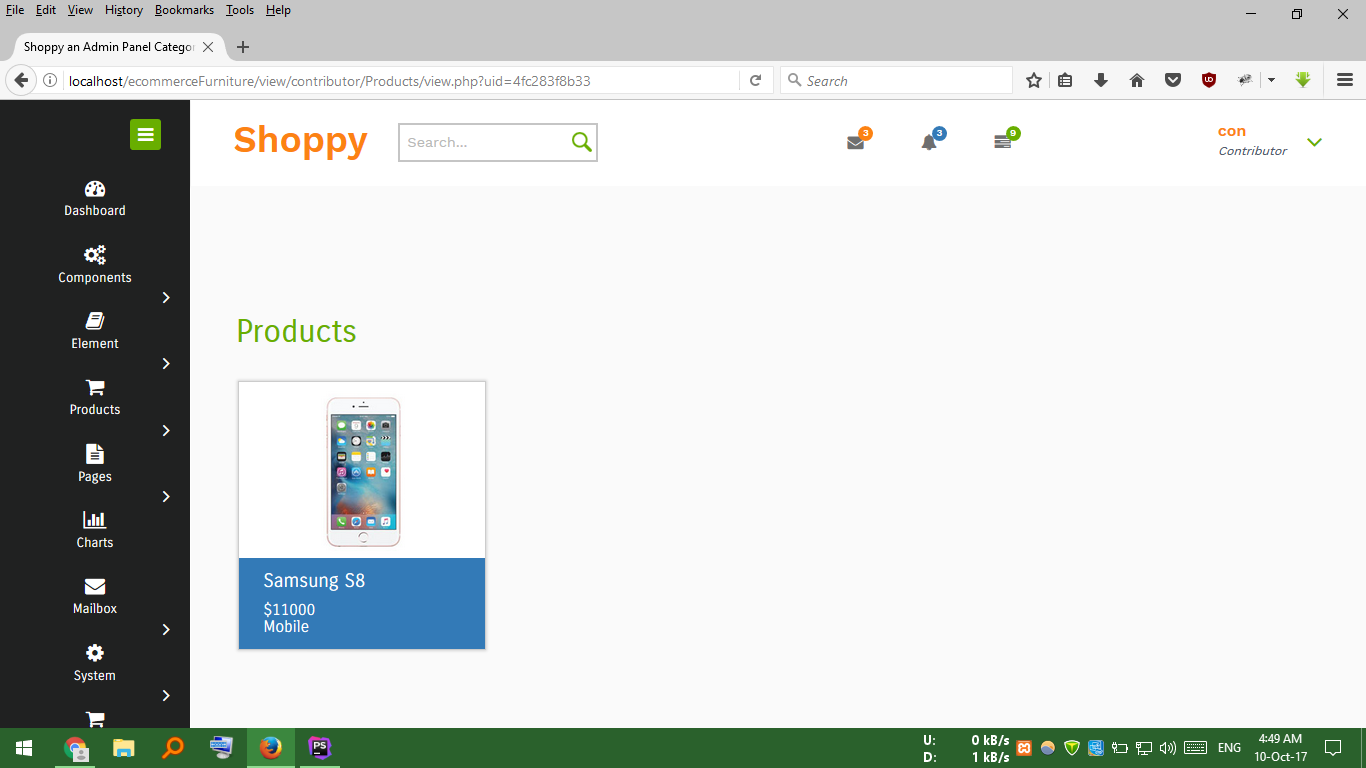 File Edit View History Bookmarks Tools Help
Shoppy an Admin Panel Catego
localhost/ecommerceFurniture/view/contributor/Products/view.php?uid=4fc283f8b33
Search
Shoppy
Search...
3
3
9
con
Contributor
Dashboard
Components
Element
Products
Pages
Charts
Mailbox
System
Products
Samsung S8
$11000
Mobile
U: 0 kB/s
D: 1 kB/s
ENG
4:49 AM
10-Oct-17
PS